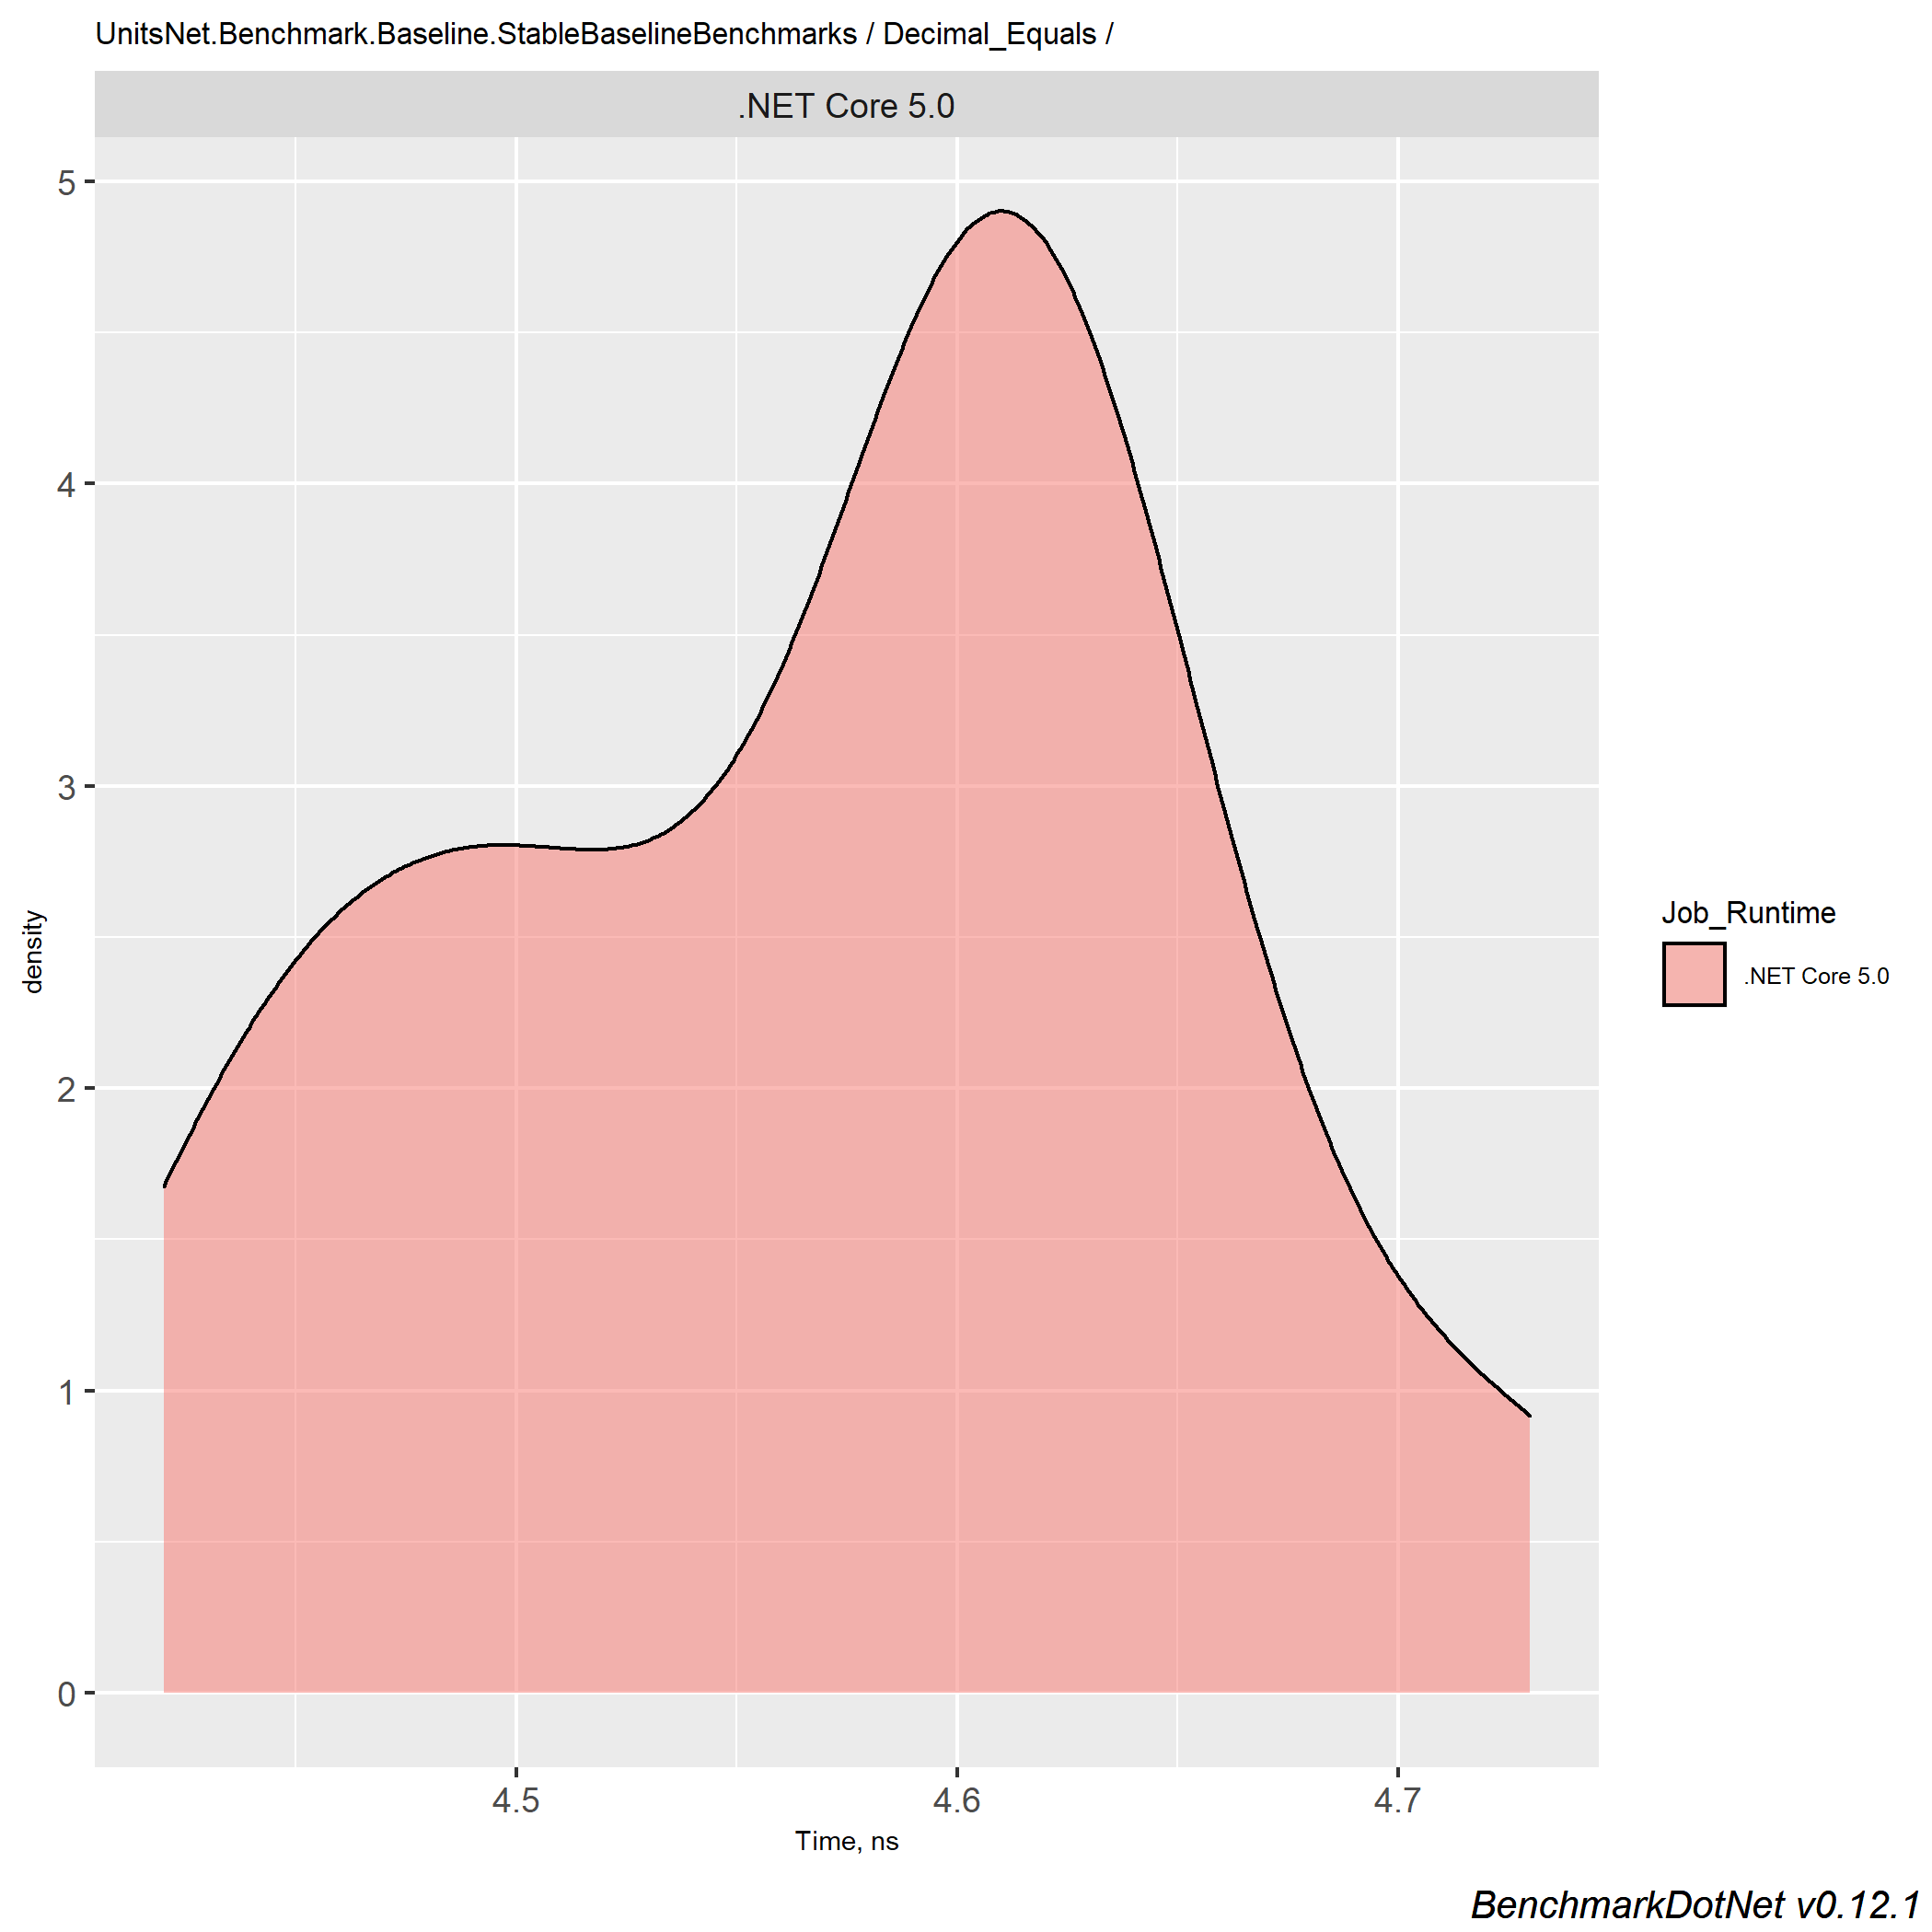 UnitsNet.Benchmark.Baseline.StableBaselineBenchmarks / Decimal_Equals /
.NET Core 5.0
5
4
3
2
1
0
density
4.5 4.6 4.7
Time, ns
Job_Runtime
.NET Core 5.0
BenchmarkDotNet v0.12.1